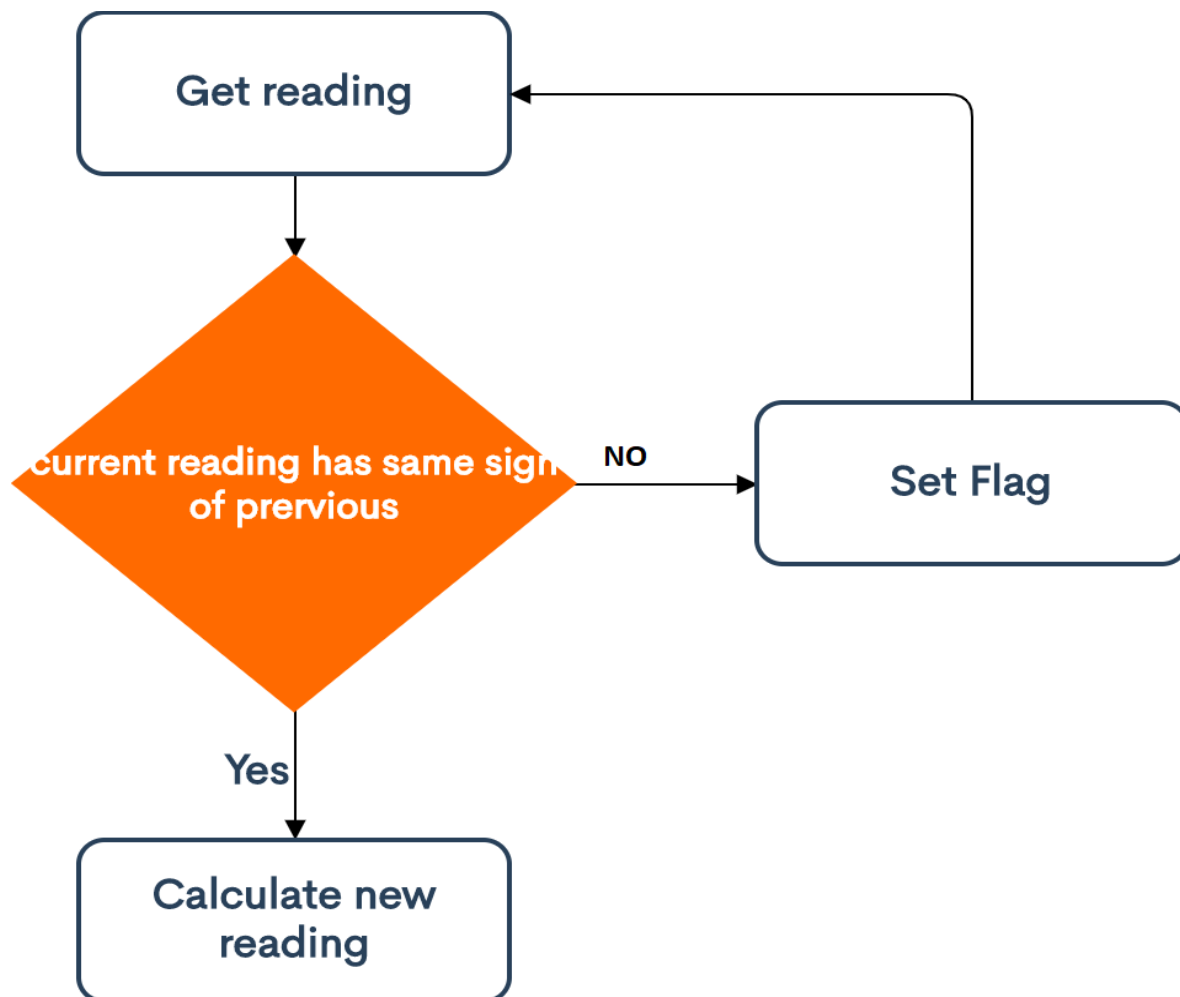 Get reading
current reading has same sign
of prervious
NO
Set Flag
Yes
Calculate new
reading